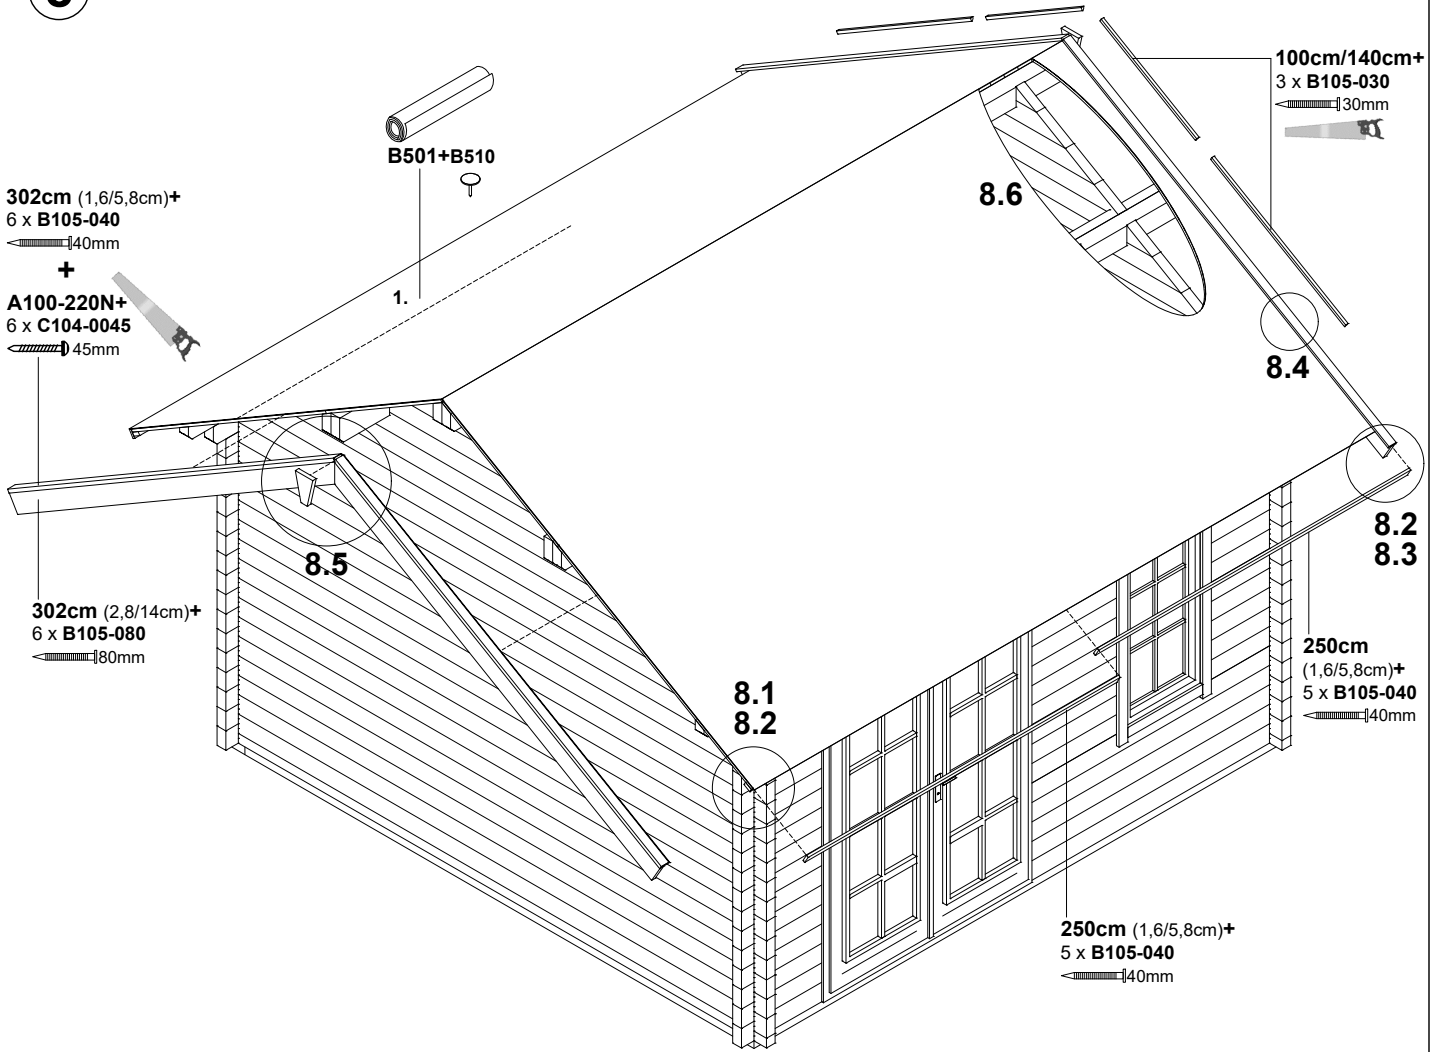 8
100cm/140cm+
3 x B105-030
30mm
B501+B510
302cm (1,6/5,8cm)+
6 x B105-040
40mm
+
A100-220N+
6 x C104-0045
45mm
1.
8.6
8.4
8.5
8.2
8.3
302cm (2,8/14cm)+
6 x B105-080
80mm
8.1
8.2
250cm
(1,6/5,8cm)+
5 x B105-040
40mm
250cm (1,6/5,8cm)+
5 x B105-040
40mm